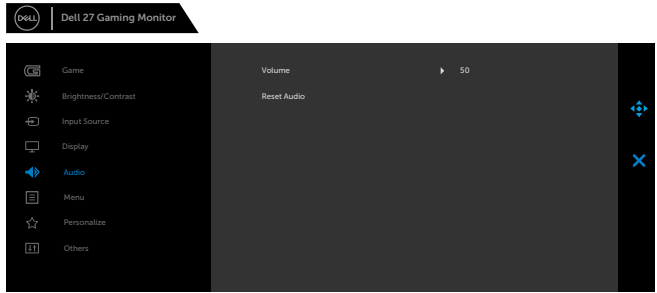 DELL
Dell 27 Gaming Monitor
Game
Volume
50
Brightness/Contrast
Reset Audio
Input Source
Display
Audio
Menu
Personalize
Others